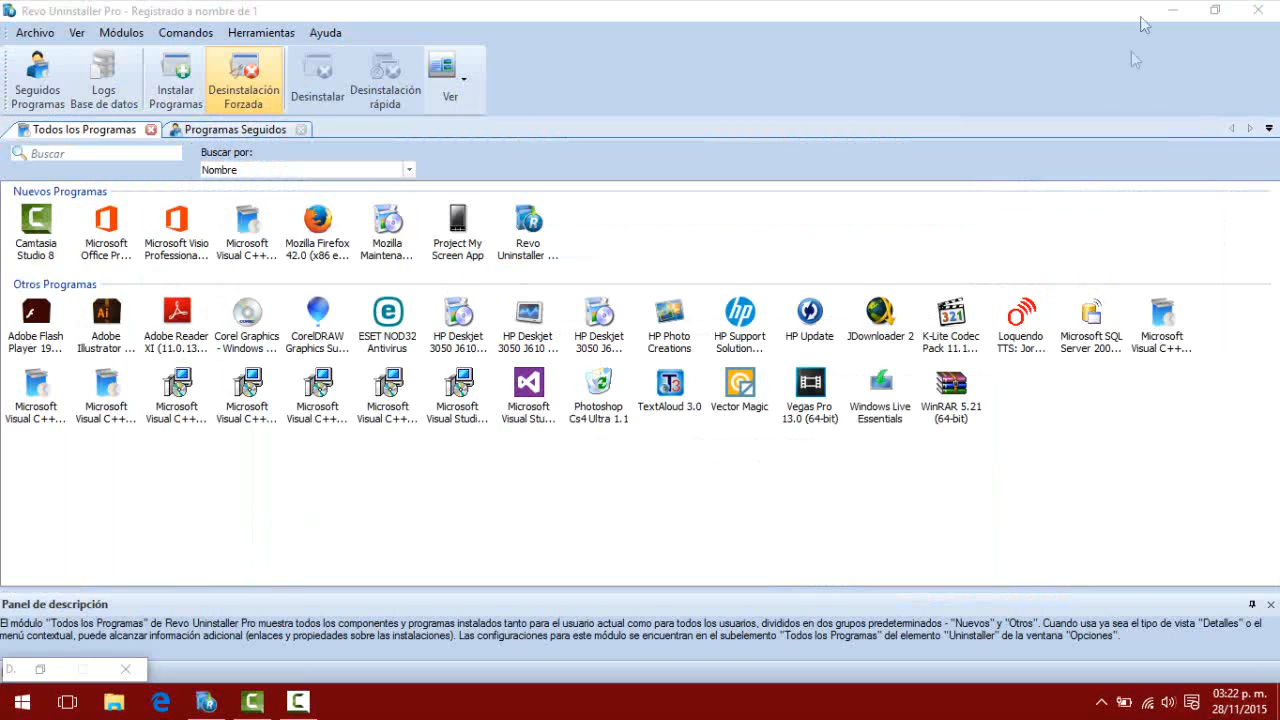 Revo Uninstaller Pro - Registrado a nombre de 1
Archivo Ver Módulos Comandos Herramientas Ayuda
Seguidos Programas
Logs Base de datos
Instalar Programas
Desinstalación Forzada
Desinstalar
Desinstalación rápida
Ver
Todos los Programas
Programas Seguidos
Buscar
Buscar por:
Nombre
Nuevos Programas
Camtasia Studio 8
Microsoft Office Pr...
Microsoft Visio Professiona...
Microsoft Visual C++...
Mozilla Firefox 42.0 (x86 e...
Mozilla Maintena...
Project My Screen App
Revo Uninstaller ...
Otros Programas
Adobe Flash Player 19...
Adobe Illustrator ...
Adobe Reader XI (11.0.13...
Corel Graphics - Windows ...
CorelDRAW Graphics Su...
ESET NOD32 Antivirus
HP Deskjet 3050 J610 ...
HP Deskjet 3050 J610 ...
HP Deskjet 3050 J6...
HP Photo Creations
HP Support Solution...
HP Update
JDownloader 2
K-Lite Codec Pack 11.1...
Loquendo TTS: Jor...
Microsoft SQL Server 200...
Microsoft Visual C++...
Microsoft Visual C++...
Microsoft Visual C++...
Microsoft Visual C++...
Microsoft Visual C++...
Microsoft Visual C++...
Microsoft Visual C++...
Microsoft Visual Studi...
Microsoft Visual Stu...
Photoshop Cs4 Ultra 1.1
TextAloud 3.0
Vector Magic
Vegas Pro 13.0 (64-bit)
Windows Live Essentials
WinRAR 5.21 (64-bit)
Panel de descripción
El módulo "Todos los Programas" de Revo Uninstaller Pro muestra todos los componentes y programas instalados tanto para el usuario actual como para todos los usuarios, divididos en dos grupos predeterminados - "Nuevos" y "Otros". Cuando usa ya sea el tipo de vista "Detalles" o el
menú contextual, puede alcanzar información adicional (enlaces y propiedades sobre las instalaciones). Las configuraciones para este módulo se encuentran en el subelemento "Todos los Programas" del elemento "Uninstaller" de la ventana "Opciones".
D.
03:22 p. m.
28/11/2015